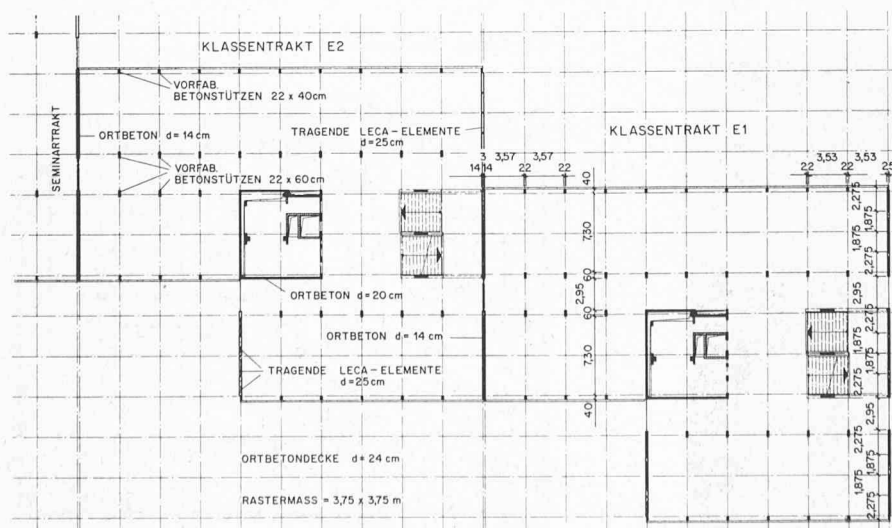 KLASSENTRAKT E2
VORFAB.
BETONSTÜTZEN 22 x 40cm
SEMINARTRAKT
ORTBETON d = 14 cm
TRAGENDE LECA - ELEMENTE
d = 25 cm
KLASSENTRAKT E1
VORFAB.
BETONSTÜTZEN 22 x 60cm
3 3,57 3,57
14 14 22 22
40
7,30
60
2,95
60
7,30
40
3,53 3,53
22 22 22
2,275
1,875
1,875
2,275
2,95
2,275
1,875
1,875
2,275
2,95
2,275
1,875
1,875
2,275
ORTBETON d = 20 cm
ORTBETON d = 14 cm
TRAGENDE LECA - ELEMENTE
d = 25 cm
ORTBETONDECKE d = 24 cm
RASTERMASS = 3,75 x 3,75 m